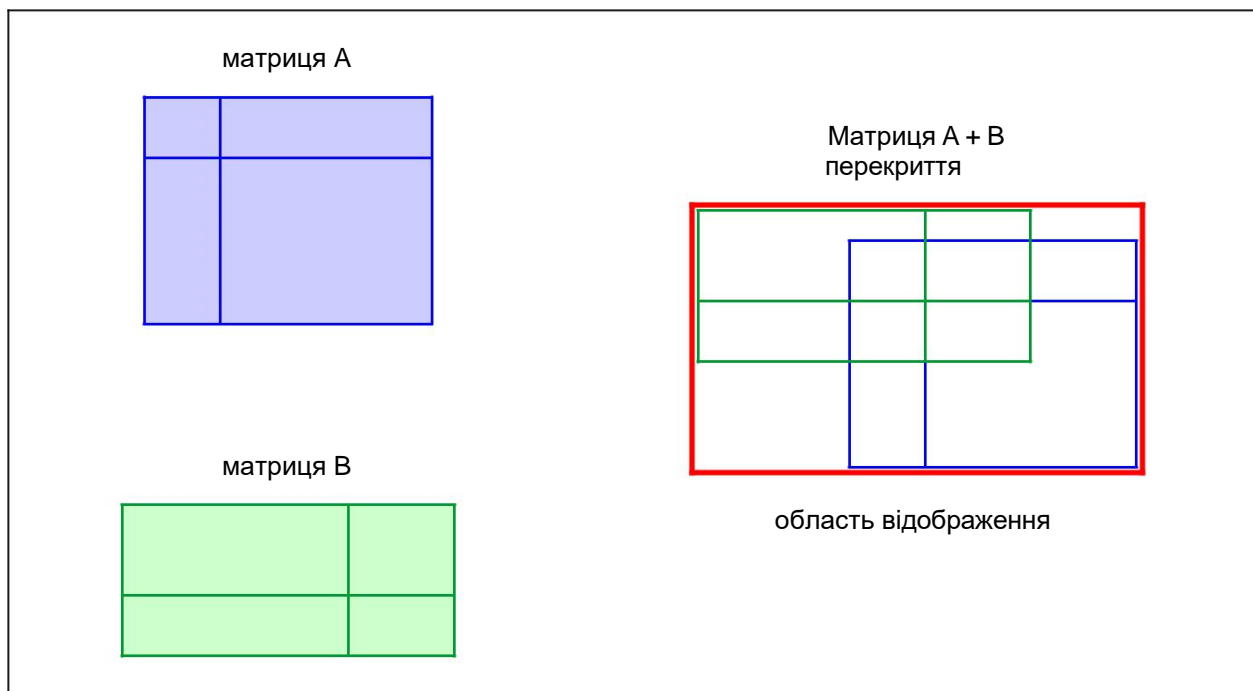 матриця А
Матриця А + В
перекриття
матриця В
область відображення